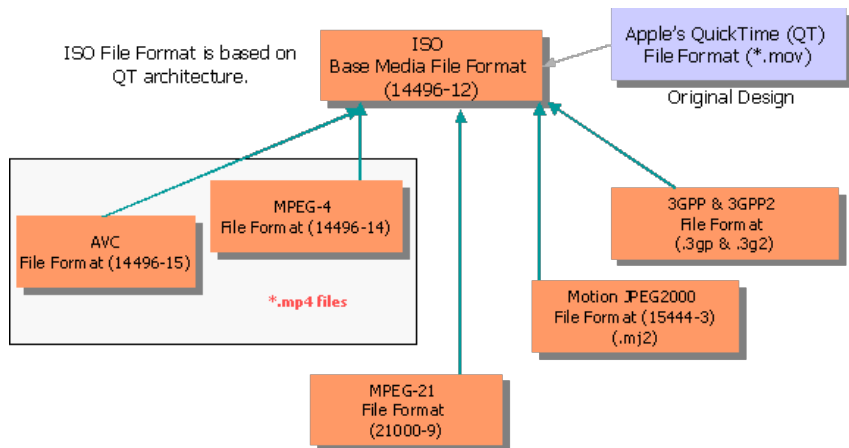 ISO File Format is based on
QT architecture.
ISO
Base Media File Format
(14496-12)
Apple's QuickTime (QT)
File Format (*.mov)
Original Design
AVC
File Format (14496-15)
MPEG-4
File Format (14496-14)
*.mp4 files
3GPP & 3GPP2
File Format
(.3gp & .3g2)
Motion JPEG2000
File Format (15444-3)
(.mj2)
MPEG-21
File Format
(21000-9)